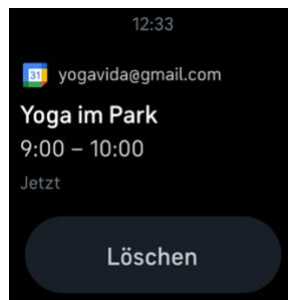 12:33
31 yogavida@gmail.com
Yoga im Park
9:00 – 10:00
Jetzt
Löschen